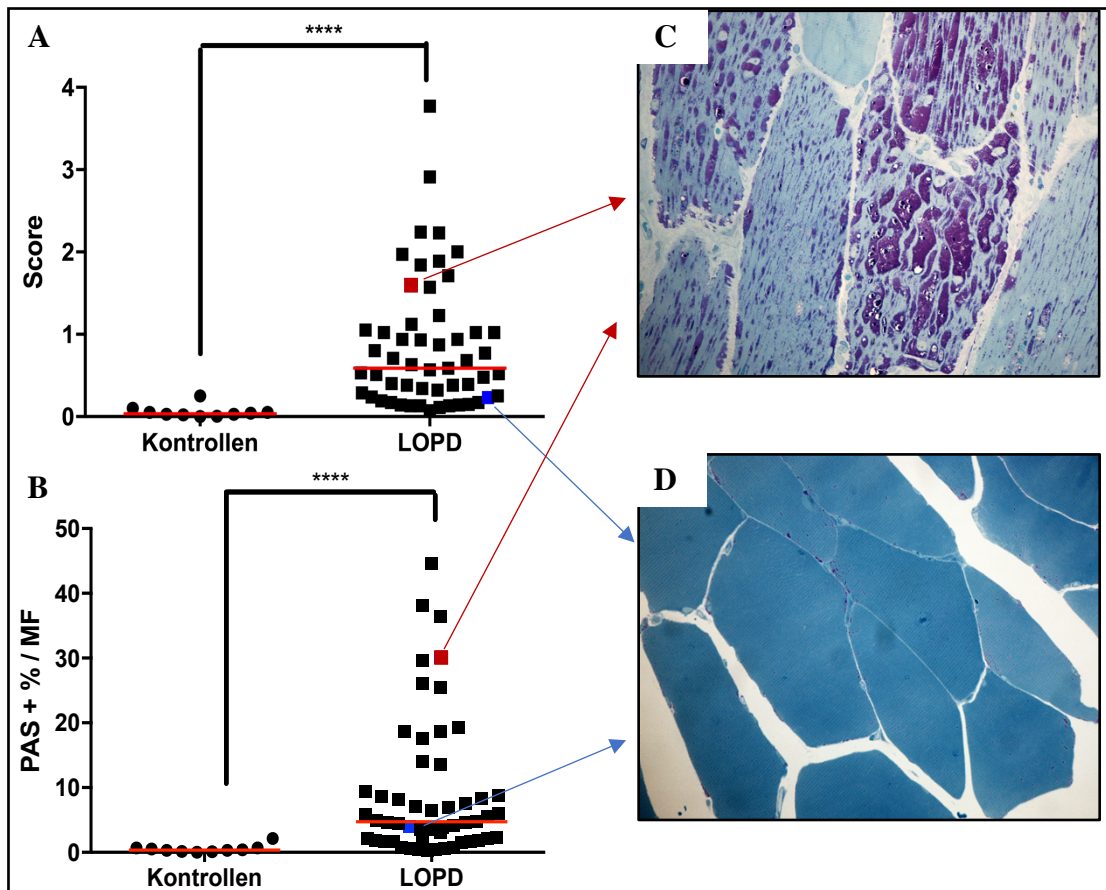 A
****
Score
4
3
2
1
0
Kontrollen LOPD
B
****
PAS + % / MF
50
40
30
20
10
0
Kontrollen LOPD
C
D